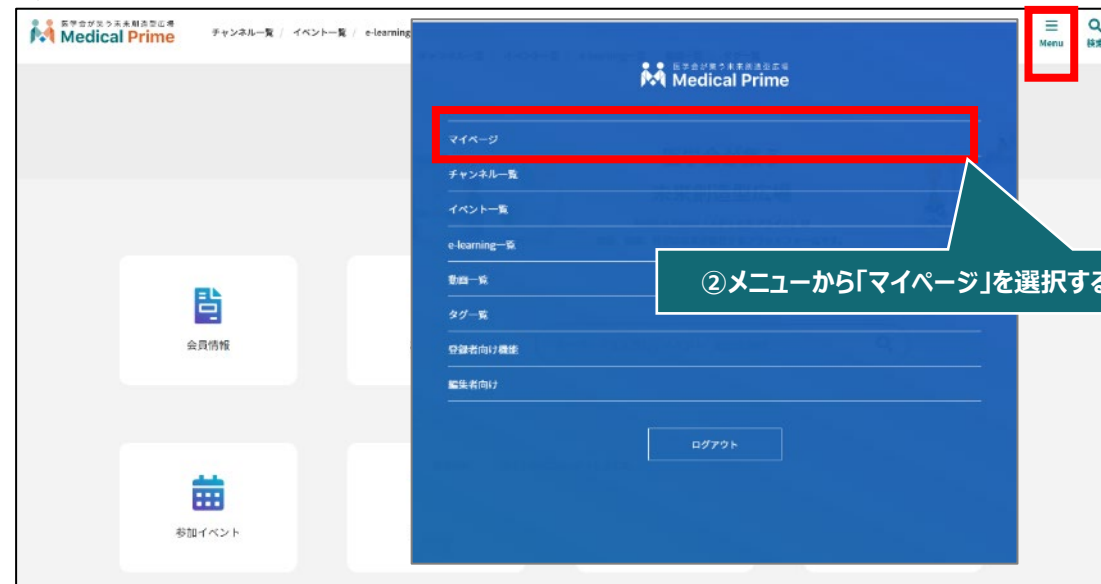 医学会が集う未来創造型広場
Medical Prime
チャンネル一覧 / イベント一覧 / e-learning
Menu
検索
医学会が集う未来創造型広場
Medical Prime
マイページ
チャンネル一覧
イベント一覧
e-learning一覧
動画一覧
タグ一覧
登録者向け機能
編集者向け
ログアウト
②メニューから「マイページ」を選択する
会員情報
参加イベント